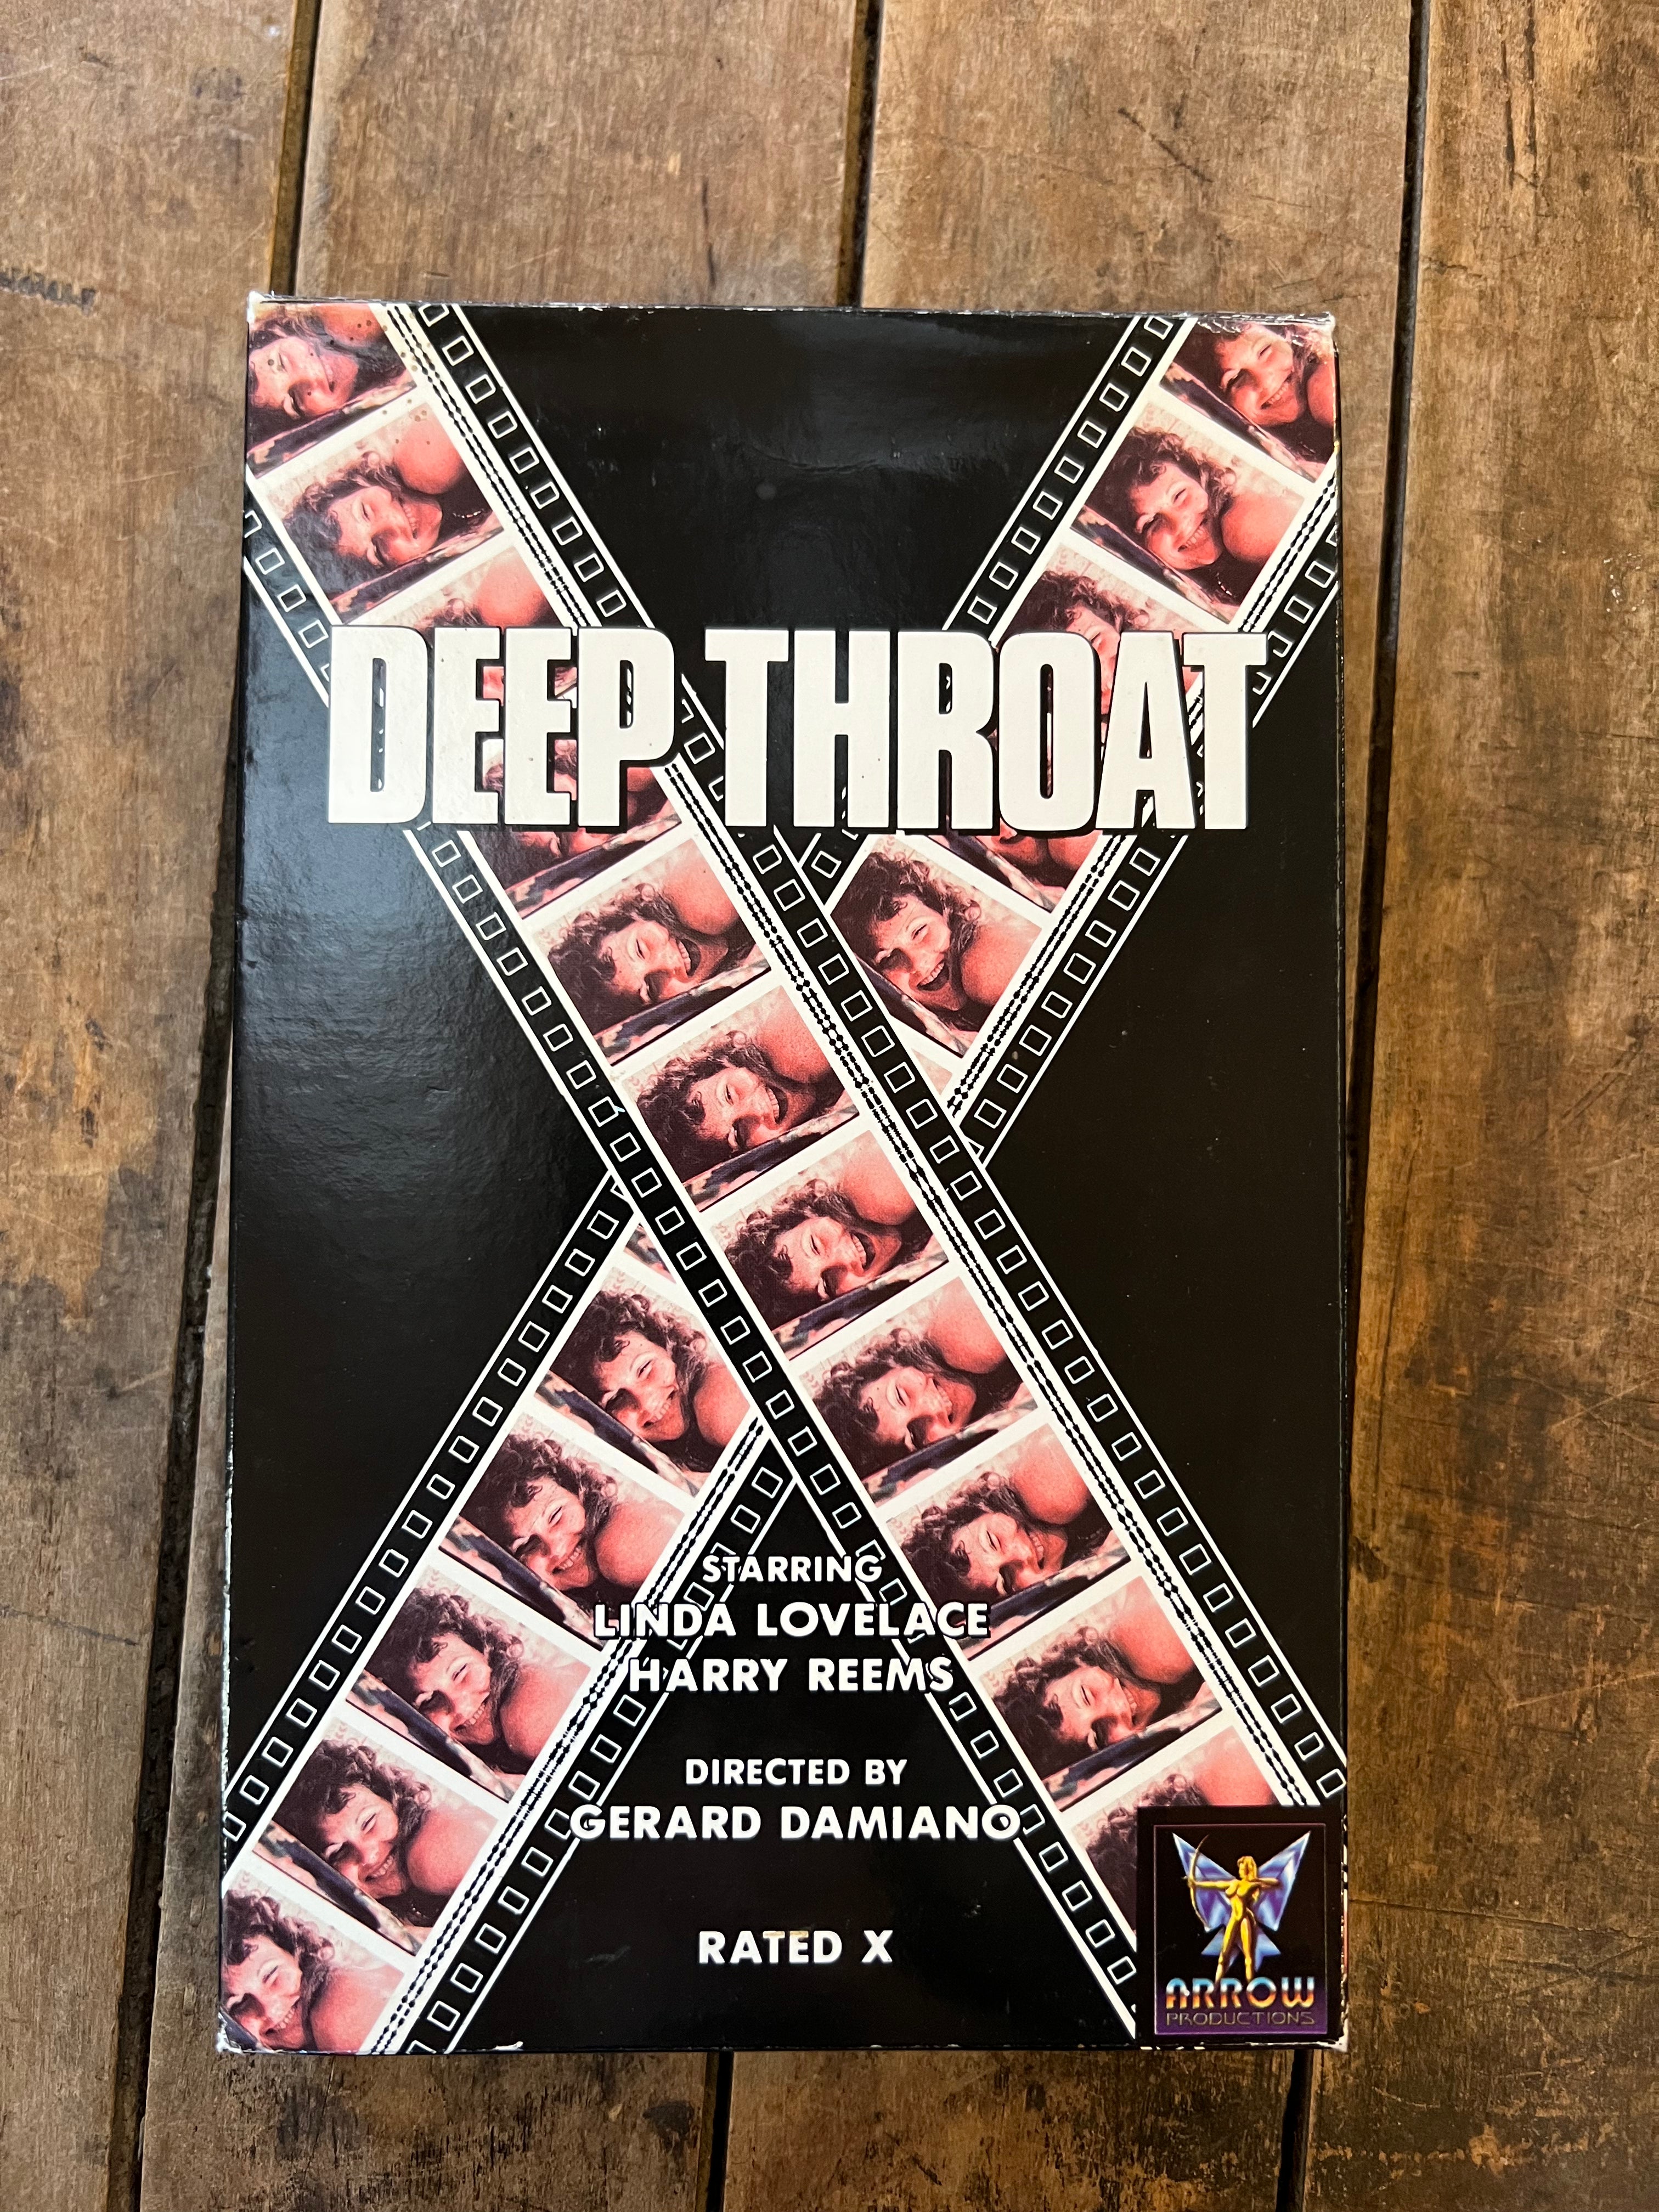 DEEP THROAT
STARRING
LINDA LOVELACE
HARRY REEMS
DIRECTED BY
GERARD DAMIANO
RATED X
ARROW
PRODUCTIONS